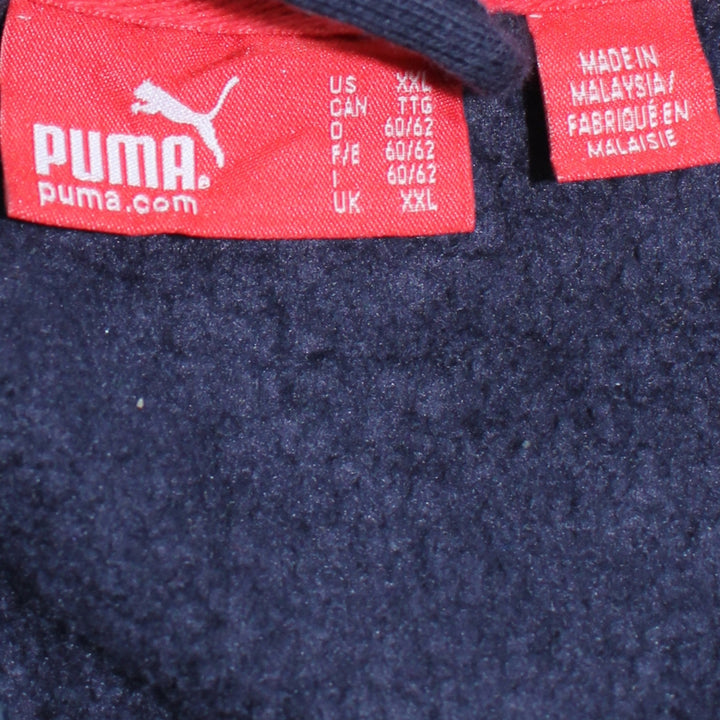 PUMA®
puma.com
US XXL
CAN TTG
D 60/62
F/E 60/62
I 60/62
UK XXL
MADE IN
MALAYSIA/
FABRIQUÉ EN
MALAISIE